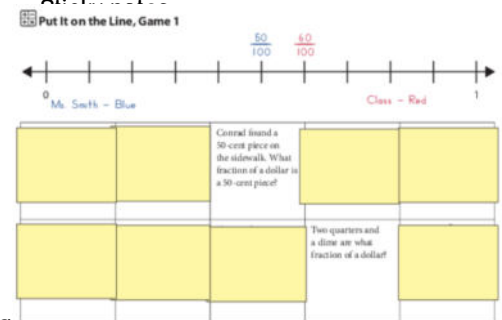 Sticky notes
Put It on the Line, Game 1
50
100
60
100
0
1
Ms. Smith – Blue
Class – Red
Conrad found a
50-cent piece on
the sidewalk. What
fraction of a dollar is
a 50-cent piece?
Two quarters and
a dime are what
fraction of a dollar?